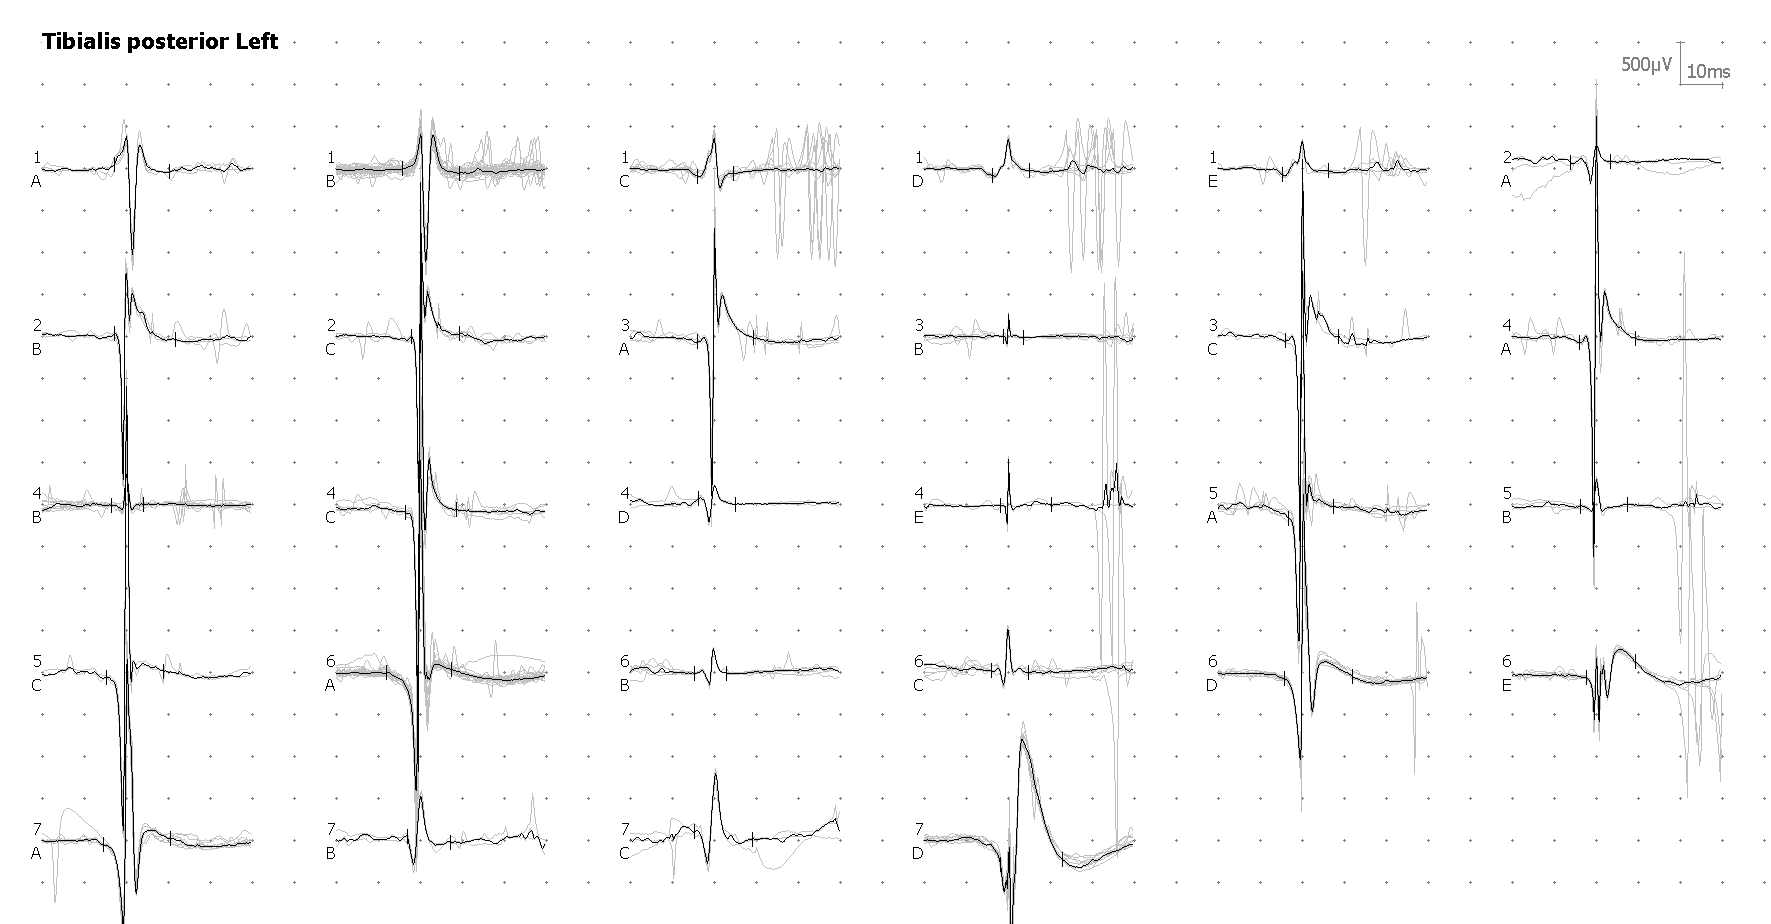 Tibialis posterior Left
500µV
10ms
1 1 1 1 1 2
A B C D E A
2 2 3 3 3 4
B C A B C A
4 4 4 4 5 5
B C D E A B
5 6 6 6 6 6
C A B C D E
7 7 7 7
A B C D